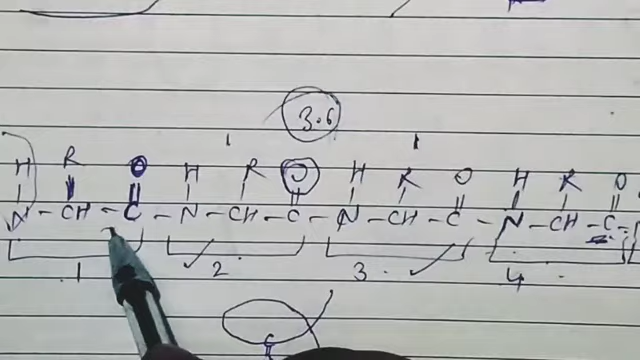 3.6
H R O H R O H R O H R O
N - CH - C - N - CH - C - N - CH - C - N - CH - C -
1 2 3 4
C